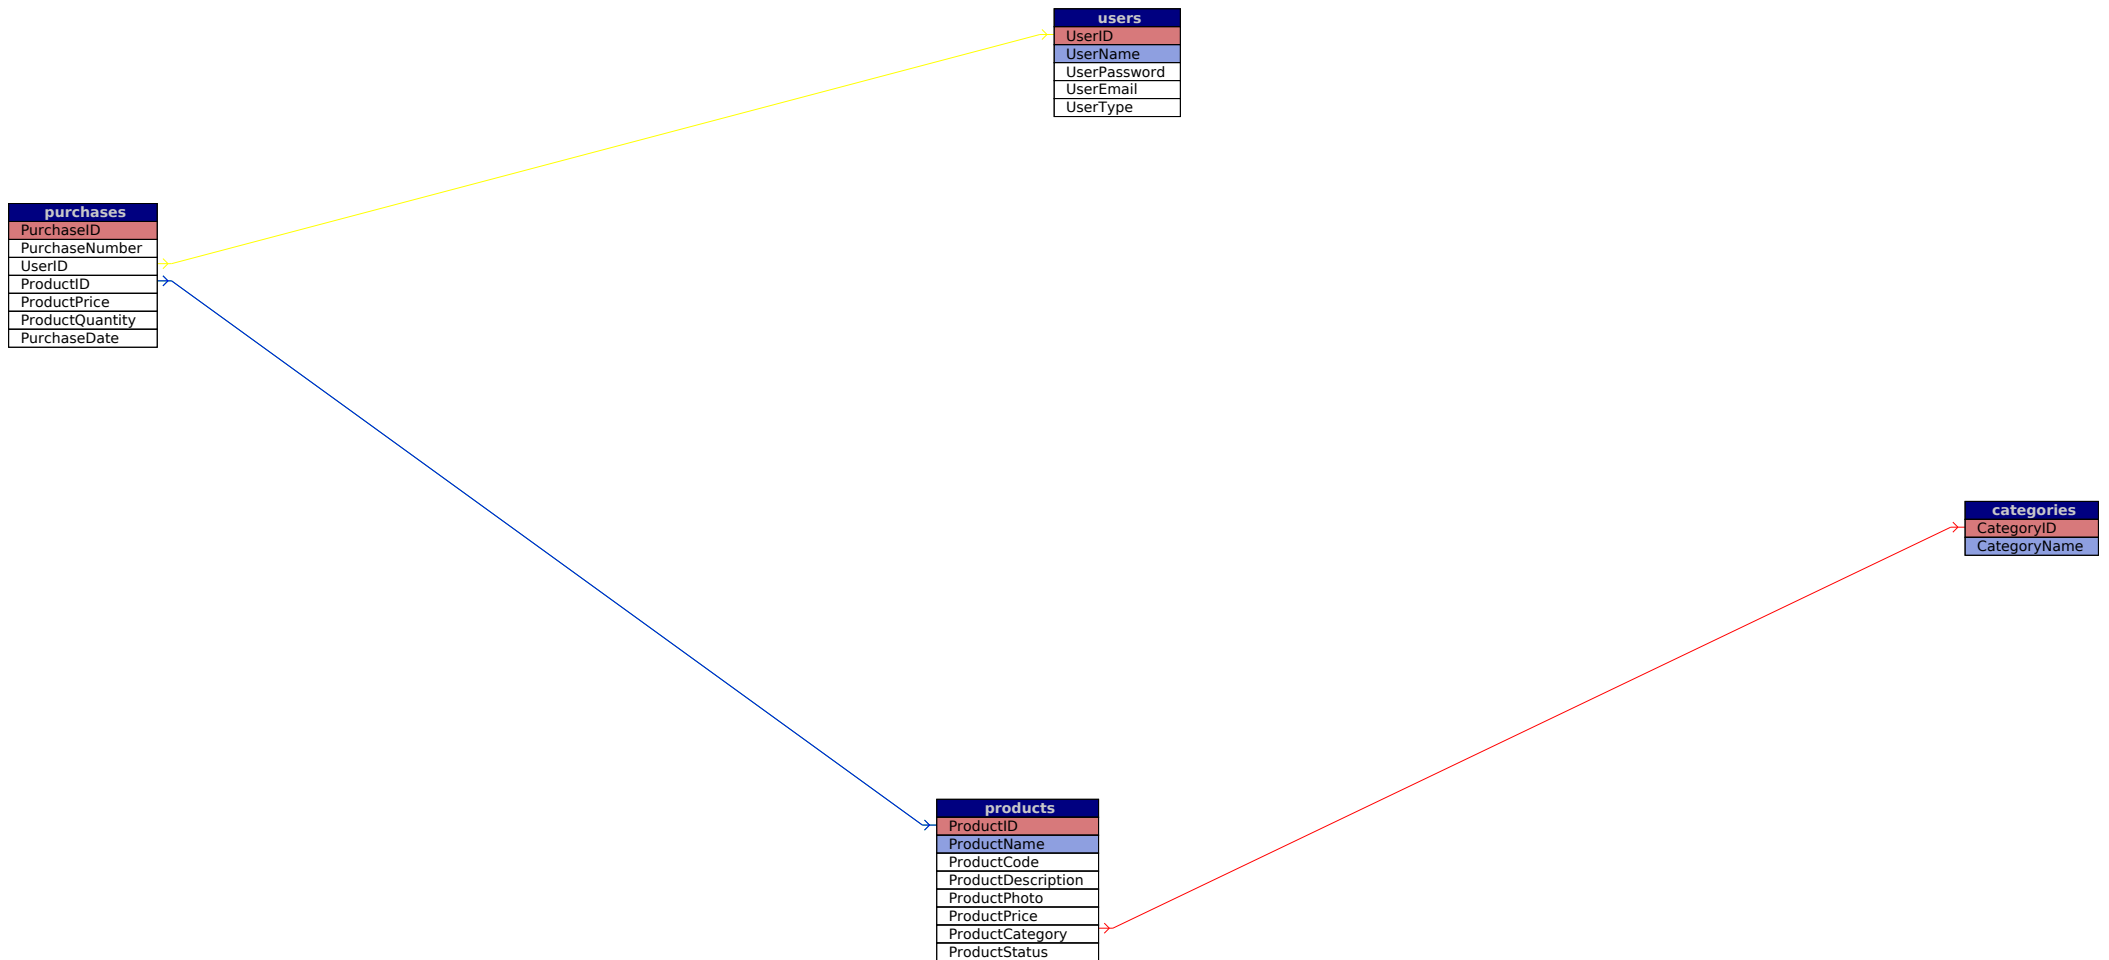 users
UserID
UserName
UserPassword
UserEmail
UserType
purchases
PurchaseID
PurchaseNumber
UserID
ProductID
ProductPrice
ProductQuantity
PurchaseDate
categories
CategoryID
CategoryName
products
ProductID
ProductName
ProductCode
ProductDescription
ProductPhoto
ProductPrice
ProductCategory
ProductStatus